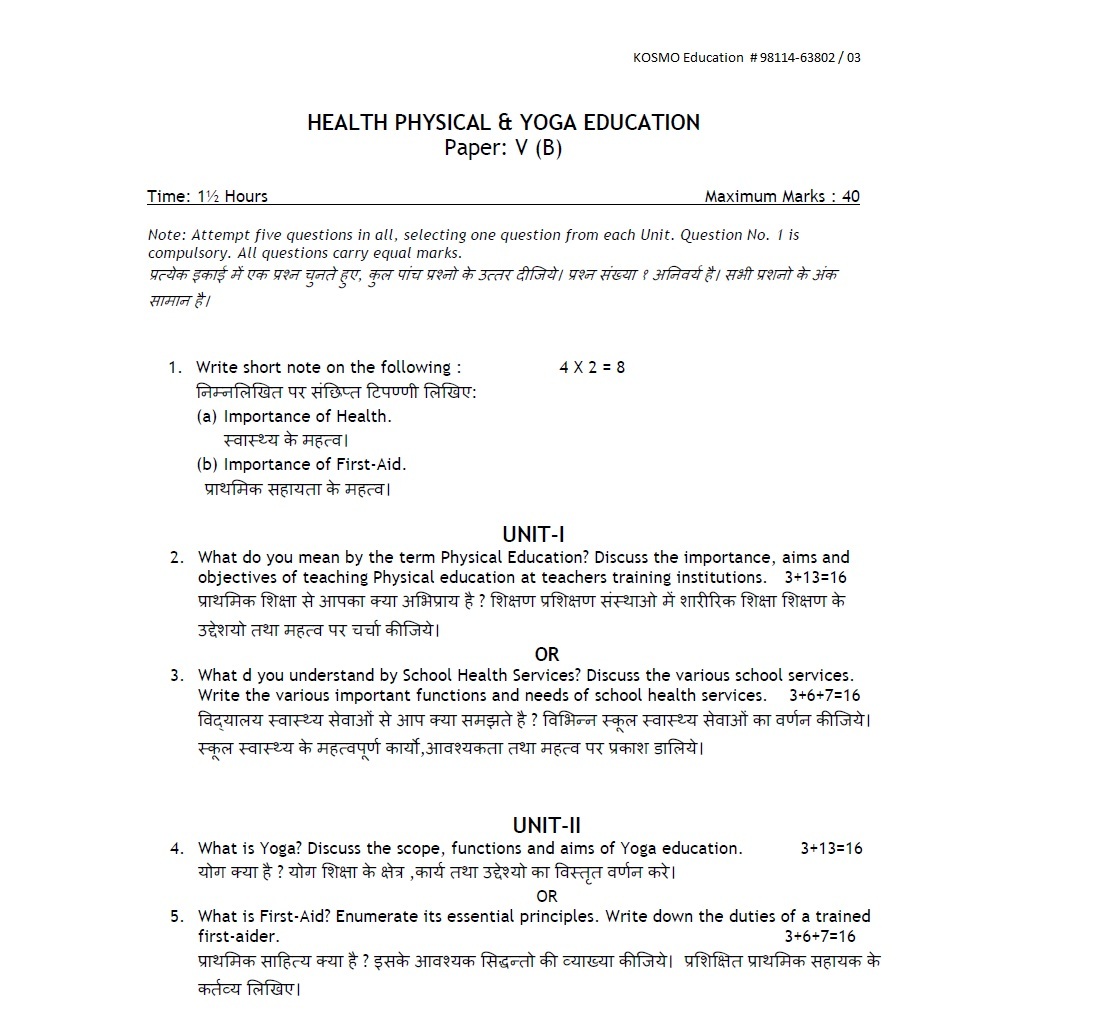 KOSMO Education # 98114-63802 / 03
HEALTH PHYSICAL & YOGA EDUCATION
Paper: V (B)
Time: 1½ Hours Maximum Marks : 40
Note: Attempt five questions in all, selecting one question from each Unit. Question No. 1 is
compulsory. All questions carry equal marks.
प्रत्येक इकाई में एक प्रश्न चुनते हुए, कुल पांच प्रश्नो के उत्तर दीजिये। प्रश्न संख्या १ अनिवर्य है। सभी प्रशनो के अंक
सामान है।
1. Write short note on the following : 4 X 2 = 8
निम्नलिखित पर संछिप्त टिपण्णी लिखिए:
(a) Importance of Health.
स्वास्थ्य के महत्व।
(b) Importance of First-Aid.
प्राथमिक सहायता के महत्व।
UNIT-I
2. What do you mean by the term Physical Education? Discuss the importance, aims and
objectives of teaching Physical education at teachers training institutions. 3+13=16
प्राथमिक शिक्षा से आपका क्या अभिप्राय है ? शिक्षण प्रशिक्षण संस्थाओ में शारीरिक शिक्षा शिक्षण के
उद्देशयो तथा महत्व पर चर्चा कीजिये।
OR
3. What d you understand by School Health Services? Discuss the various school services.
Write the various important functions and needs of school health services. 3+6+7=16
विद्यालय स्वास्थ्य सेवाओं से आप क्या समझते है ? विभिन्न स्कूल स्वास्थ्य सेवाओं का वर्णन कीजिये।
स्कूल स्वास्थ्य के महत्वपूर्ण कार्यो,आवश्यकता तथा महत्व पर प्रकाश डालिये।
UNIT-II
4. What is Yoga? Discuss the scope, functions and aims of Yoga education. 3+13=16
योग क्या है ? योग शिक्षा के क्षेत्र ,कार्य तथा उद्देश्यो का विस्तृत वर्णन करे।
OR
5. What is First-Aid? Enumerate its essential principles. Write down the duties of a trained
first-aider. 3+6+7=16
प्राथमिक साहित्य क्या है ? इसके आवश्यक सिद्धन्तो की व्याख्या कीजिये। प्रशिक्षित प्राथमिक सहायक के
कर्तव्य लिखिए।